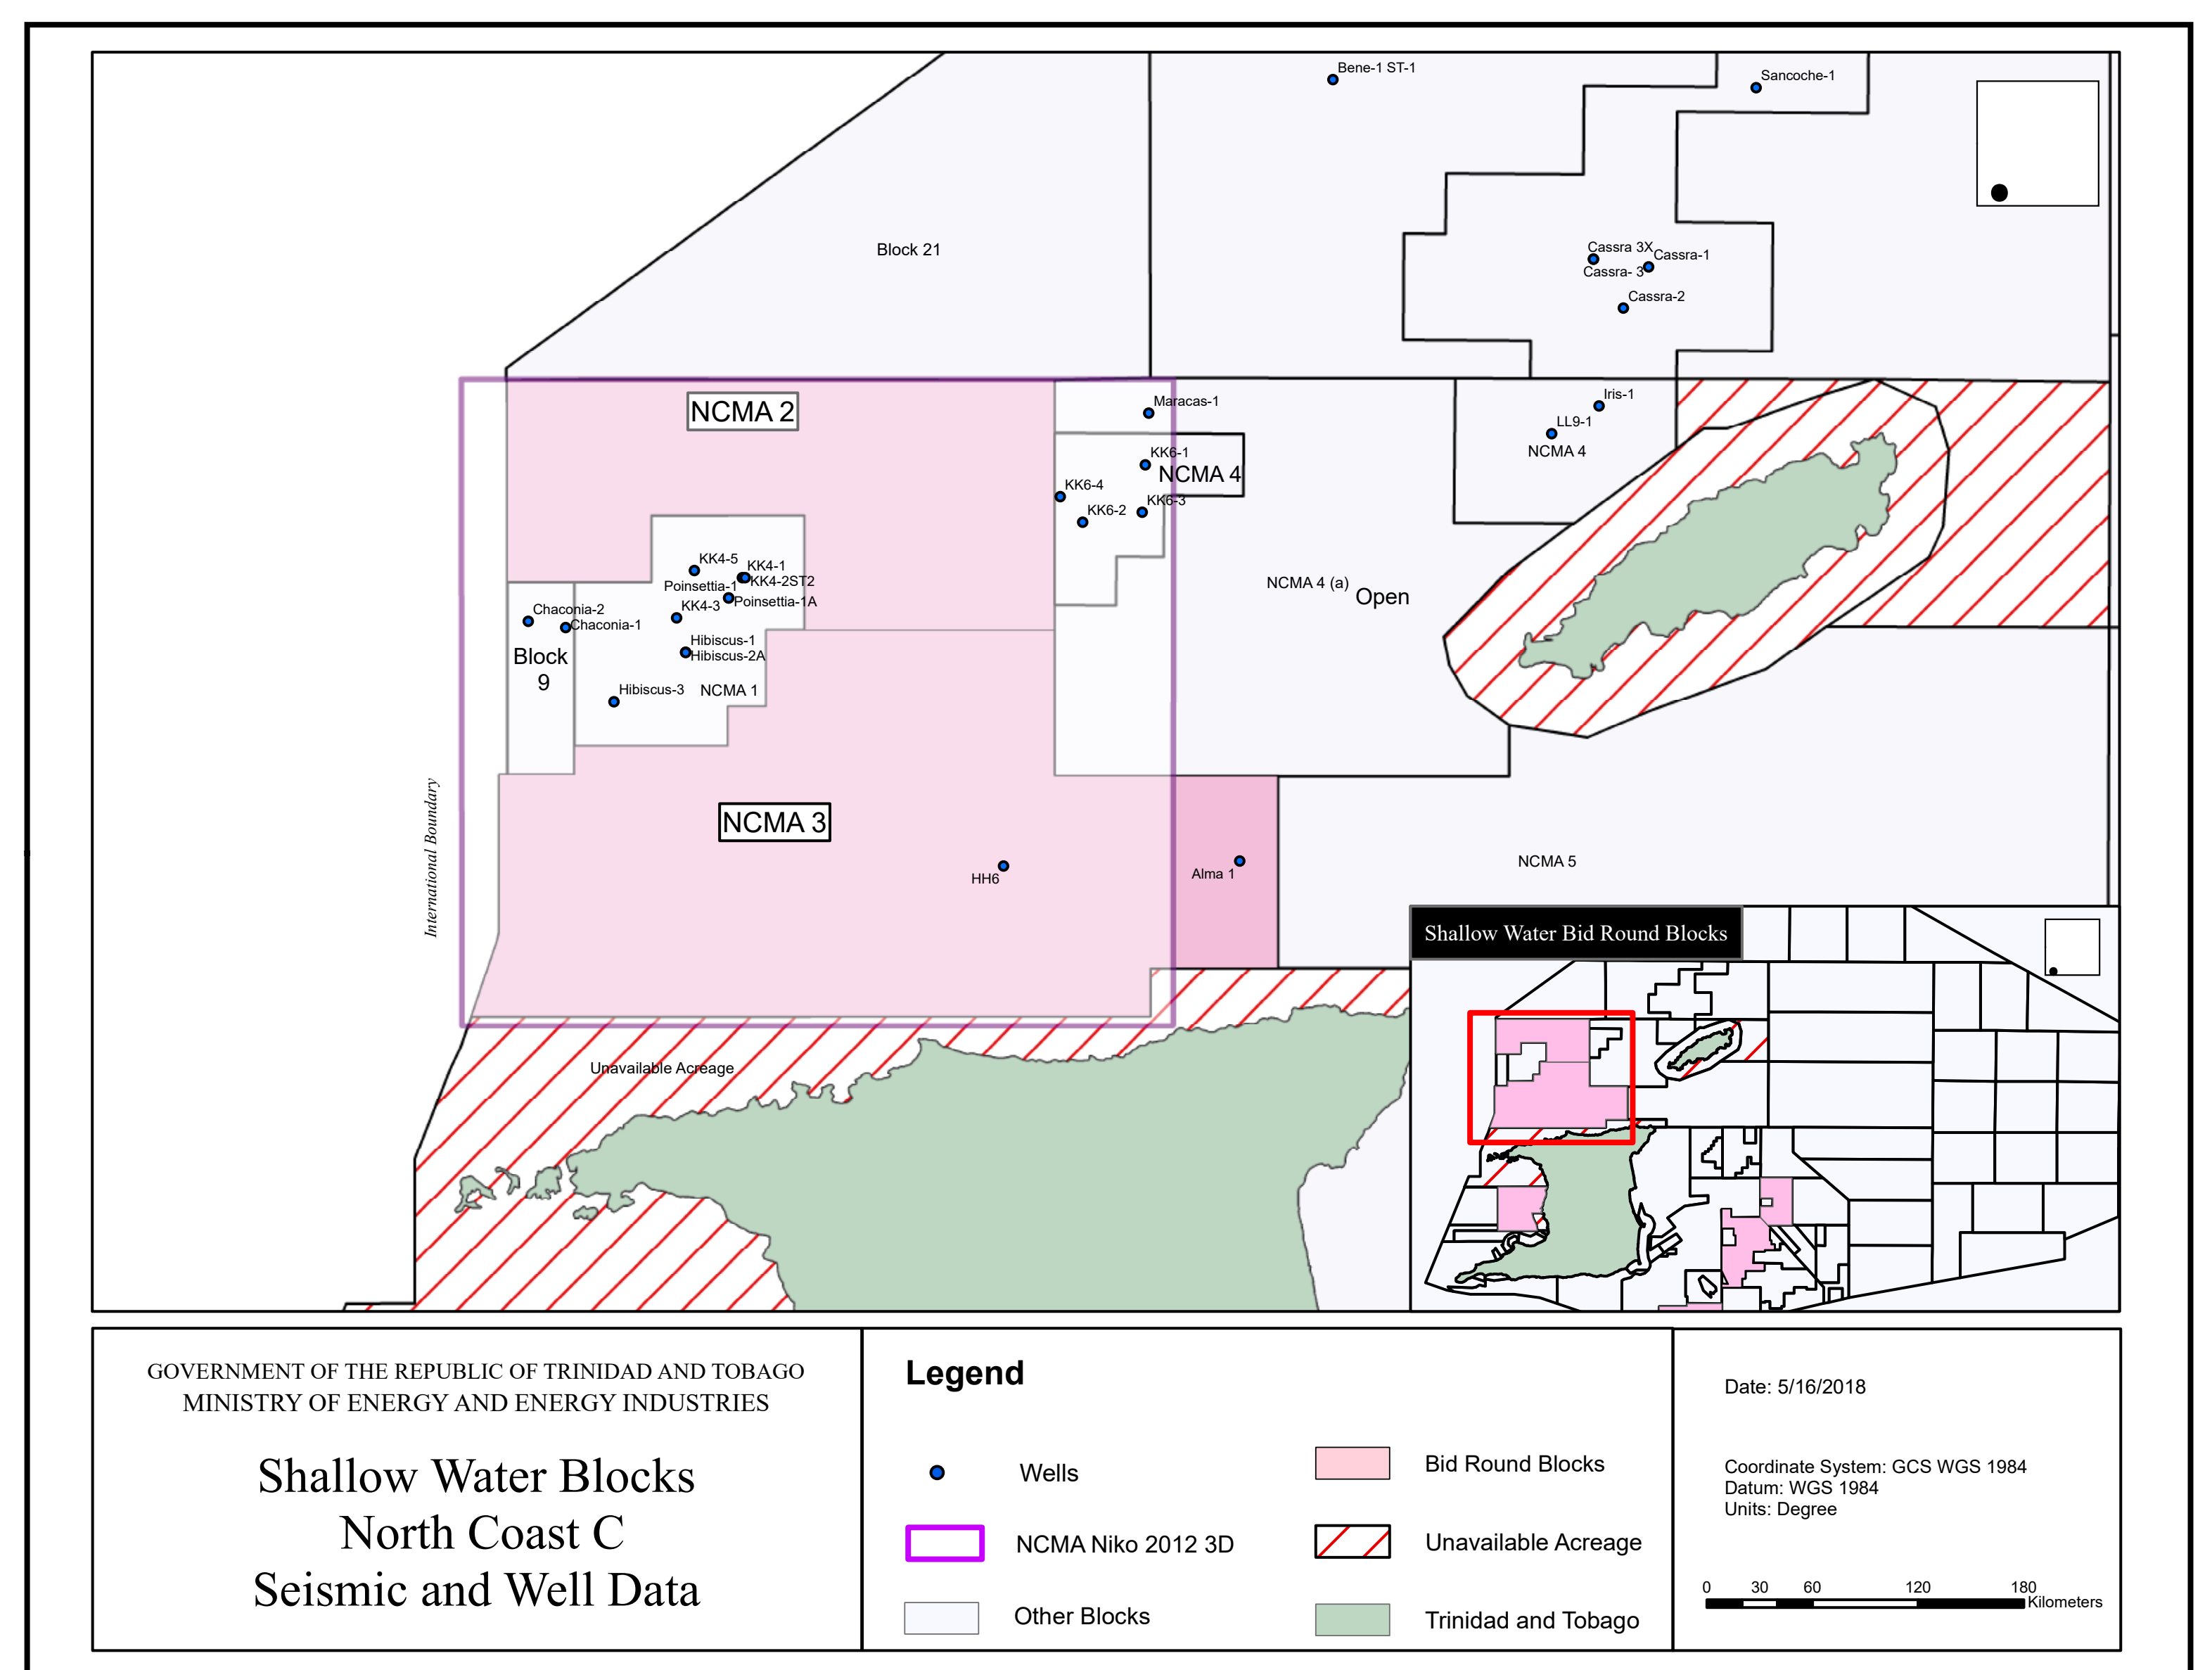 Bene-1 ST-1
Sancoche-1
Block 21
Cassra 3X
Cassra-1
Cassra- 3
Cassra-2
NCMA 2
Maracas-1
Iris-1
LL9-1
NCMA 4
KK6-1
NCMA 4
KK6-4
KK6-3
KK6-2
KK4-5
KK4-1
Poinsettia-1
KK4-2ST2
NCMA 4 (a)
Open
Poinsettia-1A
KK4-3
Chaconia-2
Chaconia-1
Hibiscus-1
Hibiscus-2A
Block
9
Hibiscus-3
NCMA 1
International Boundary
NCMA 3
HH6
Alma 1
NCMA 5
Shallow Water Bid Round Blocks
Unavailable Acreage
GOVERNMENT OF THE REPUBLIC OF TRINIDAD AND TOBAGO
MINISTRY OF ENERGY AND ENERGY INDUSTRIES
Shallow Water Blocks
North Coast C
Seismic and Well Data
Legend
Wells
NCMA Niko 2012 3D
Other Blocks
Bid Round Blocks
Unavailable Acreage
Trinidad and Tobago
Date: 5/16/2018
Coordinate System: GCS WGS 1984
Datum: WGS 1984
Units: Degree
0 30 60 120 180
Kilometers